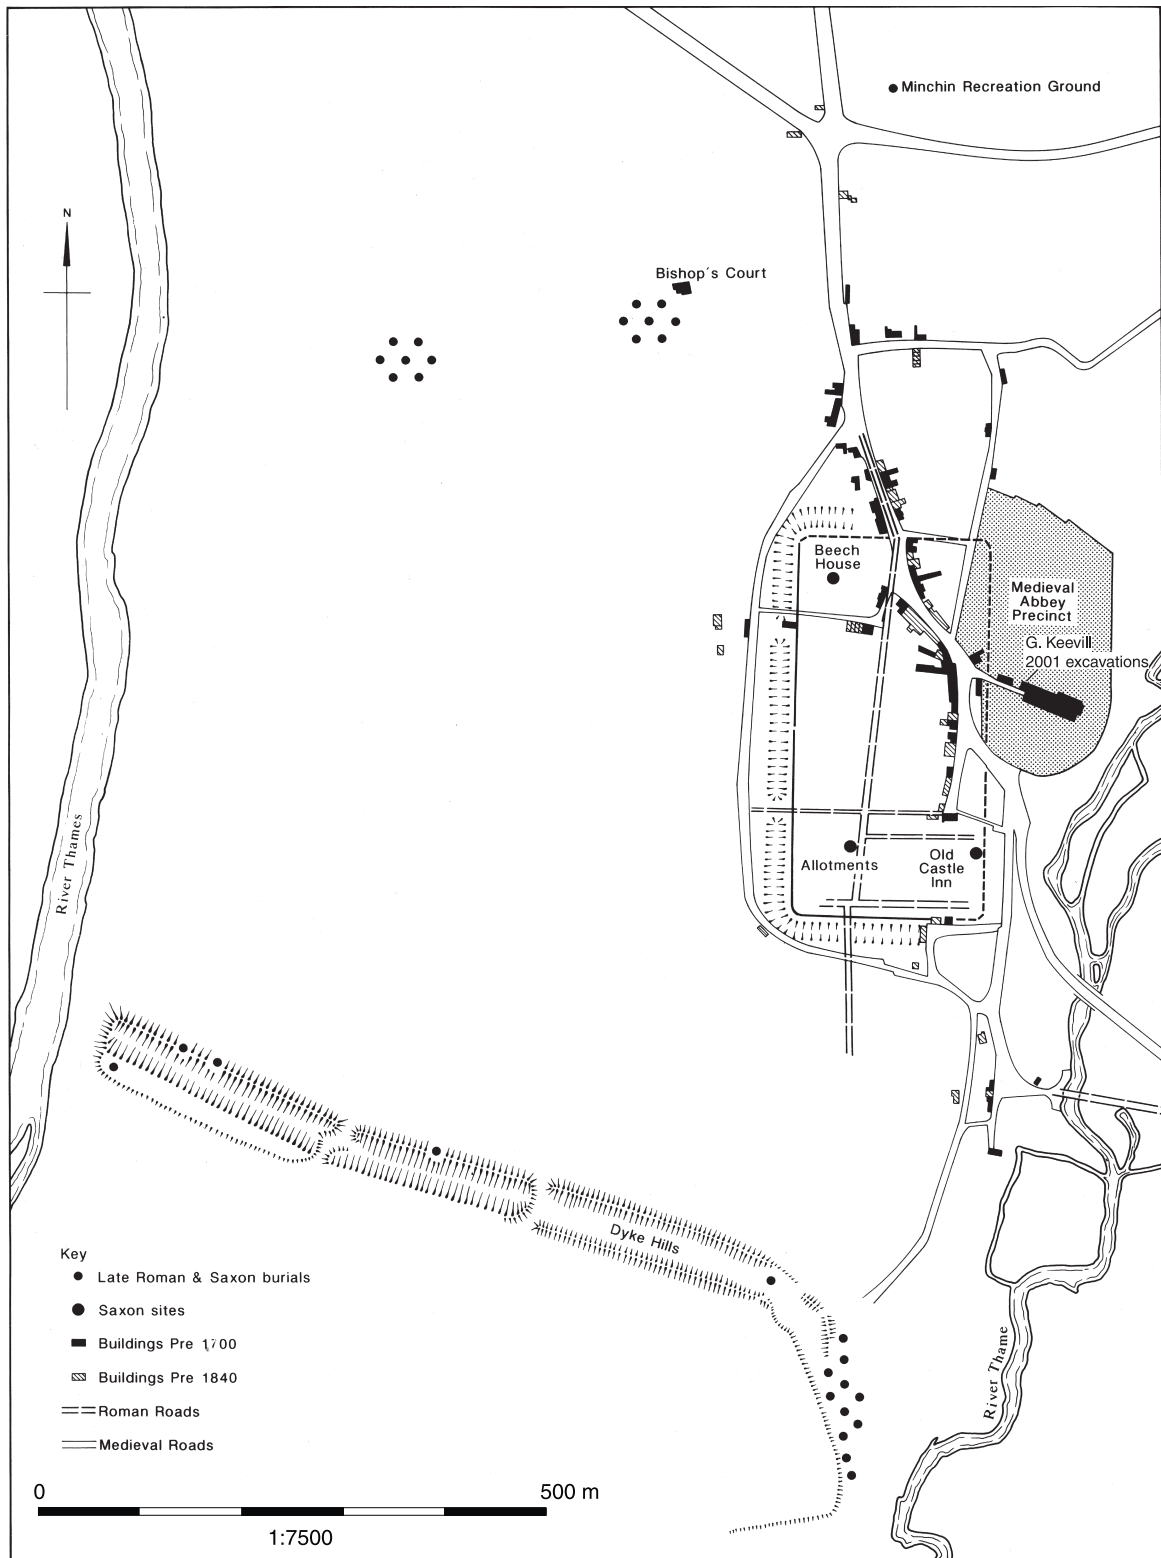 Minchin Recreation Ground
N
Bishop's Court
Beech
House
Medieval
Abbey
Precinct
G. Keevill
2001 excavations
River Thames
Allotments
Old
Castle
Inn
Dyke Hills
River Thame
Key
Late Roman & Saxon burials
Saxon sites
Buildings Pre 1700
Buildings Pre 1840
Roman Roads
Medieval Roads
0
500 m
1:7500